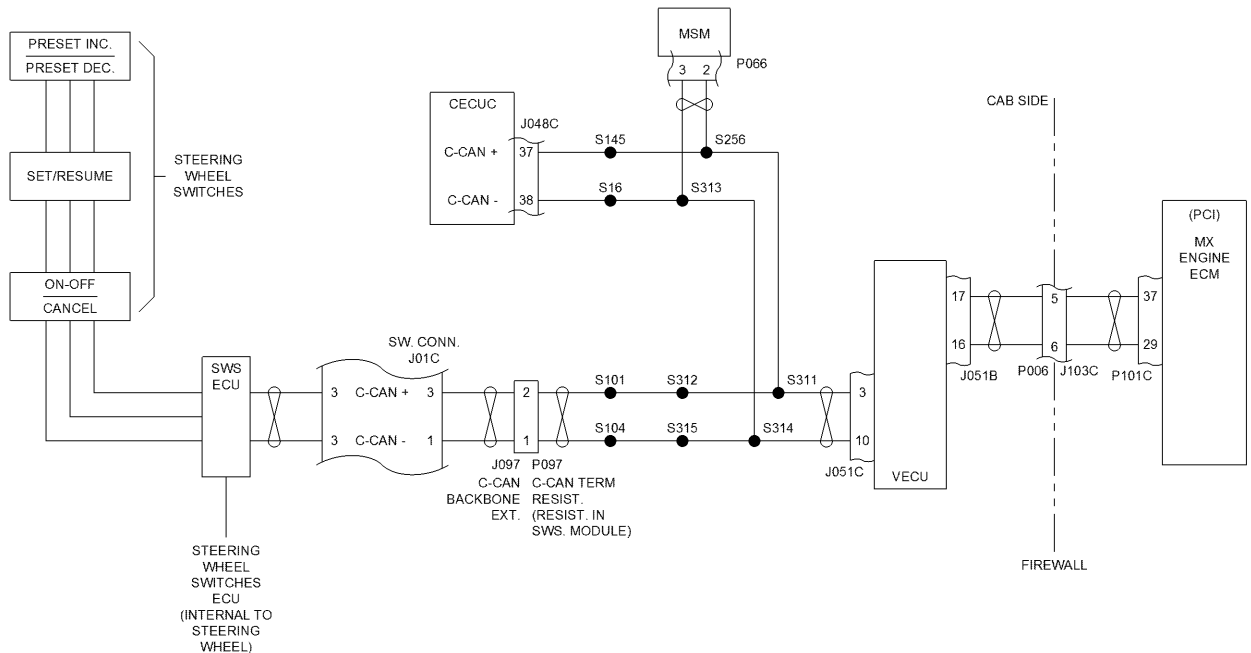 PRESET INC.
PRESET DEC.
SET/RESUME
ON-OFF
CANCEL
STEERING
WHEEL
SWITCHES
SWS
ECU
STEERING
WHEEL
SWITCHES
ECU
(INTERNAL TO
STEERING
WHEEL)
SW. CONN.
J01C
3 C-CAN + 3
3 C-CAN - 1
2
1
J097
C-CAN
BACKBONE
EXT.
P097
C-CAN TERM
RESIST.
(RESIST. IN
SWS. MODULE)
CECUC
J048C
C-CAN + 37
C-CAN - 38
MSM
3 2
P066
S145
S256
S16
S313
S101
S312
S311
S104
S315
S314
3
10
J051C
VECU
17
16
J051B
CAB SIDE
5
6
P006
J103C
FIREWALL
37
29
P101C
(PCI)
MX
ENGINE
ECM